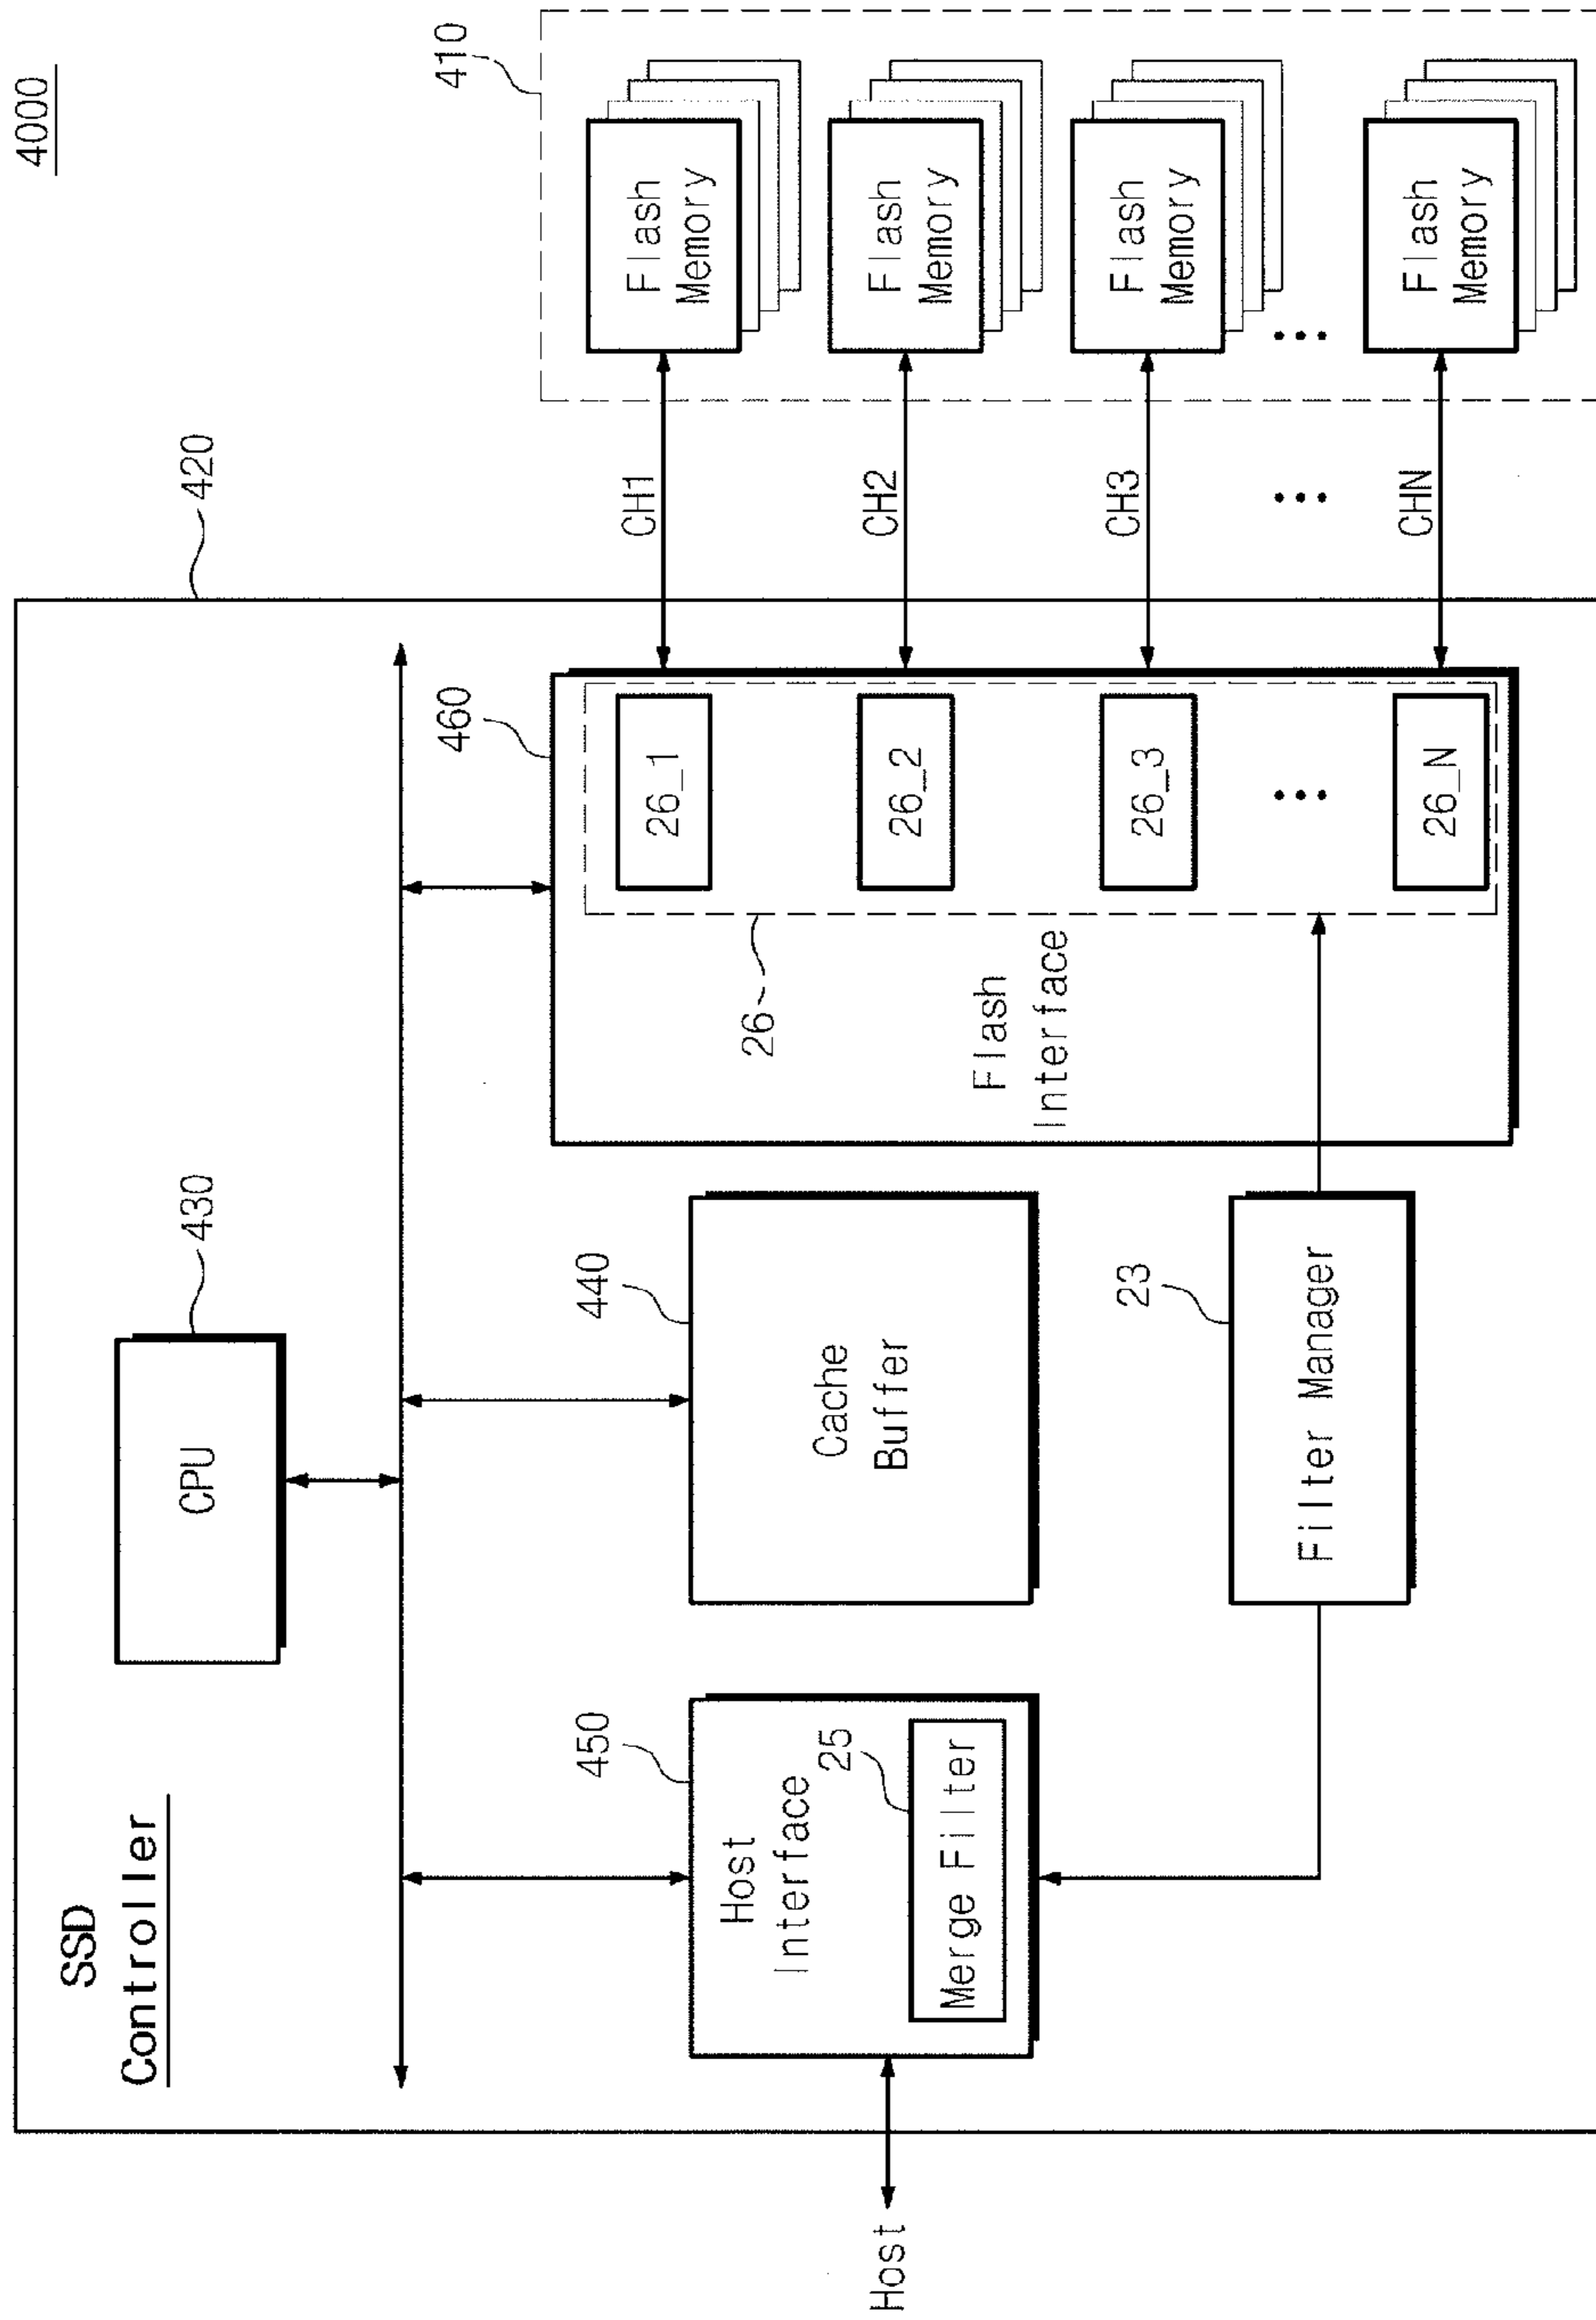 4000
SSD
Controller
420
410
CPU
430
450
Host
Interface
25
Merge Filter
440
Cache
Buffer
460
Flash
Interface
26
26_1
26_2
26_3
...
26_N
23
Filter Manager
Host
CH1
CH2
CH3
...
CHN
Flash
Memory
Flash
Memory
Flash
Memory
...
Flash
Memory